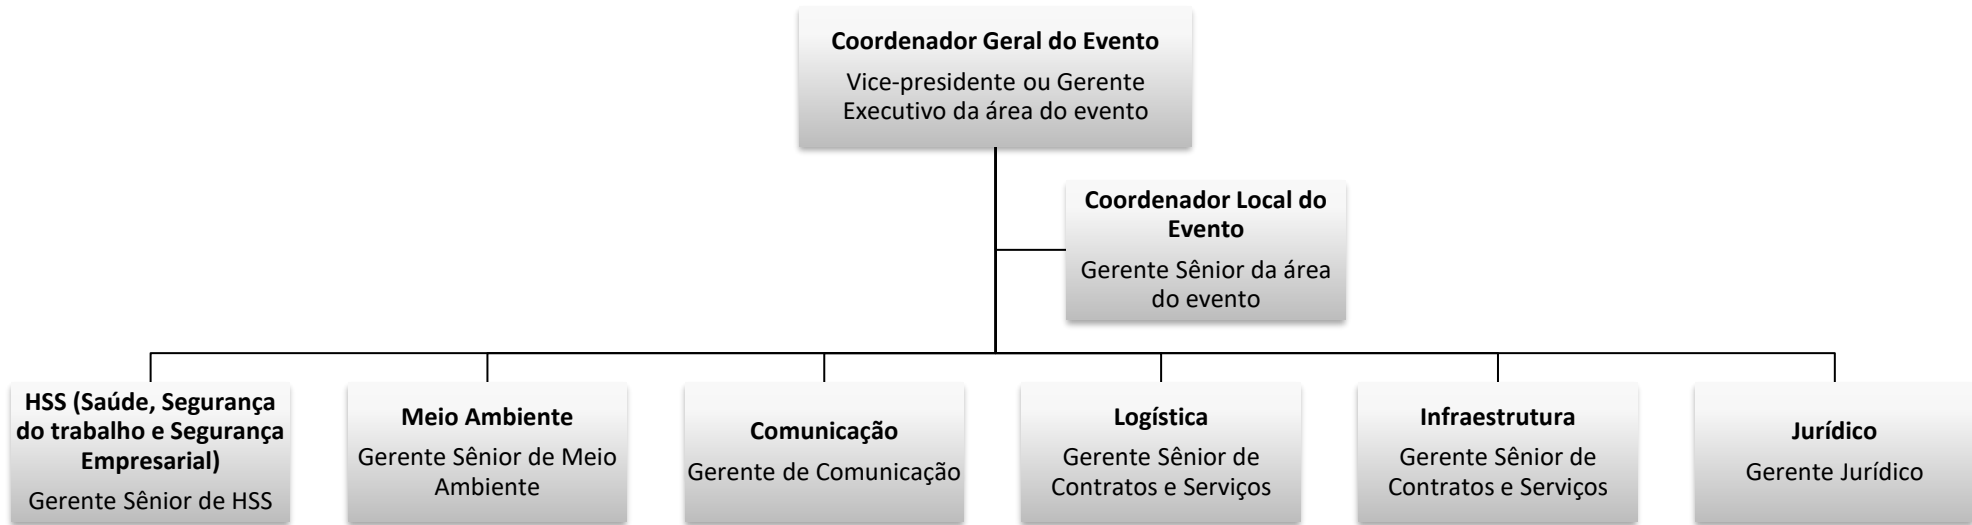 Coordenador Geral do Evento
Vice-presidente ou Gerente
Executivo da área do evento
Coordenador Local do
Evento
Gerente Sênior da área
do evento
HSS (Saúde, Segurança
do trabalho e Segurança
Empresarial)
Gerente Sênior de HSS
Meio Ambiente
Gerente Sênior de Meio
Ambiente
Comunicação
Gerente de Comunicação
Logística
Gerente Sênior de
Contratos e Serviços
Infraestrutura
Gerente Sênior de
Contratos e Serviços
Jurídico
Gerente Jurídico